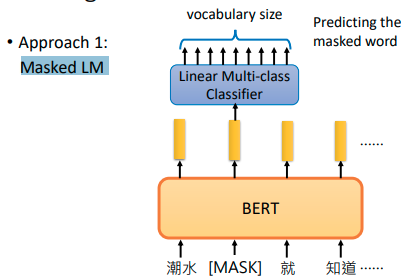 vocabulary size
Predicting the
masked word
• Approach 1:
Masked LM
Linear Multi-class
Classifier
......
BERT
潮水 [MASK] 就 知道 ......